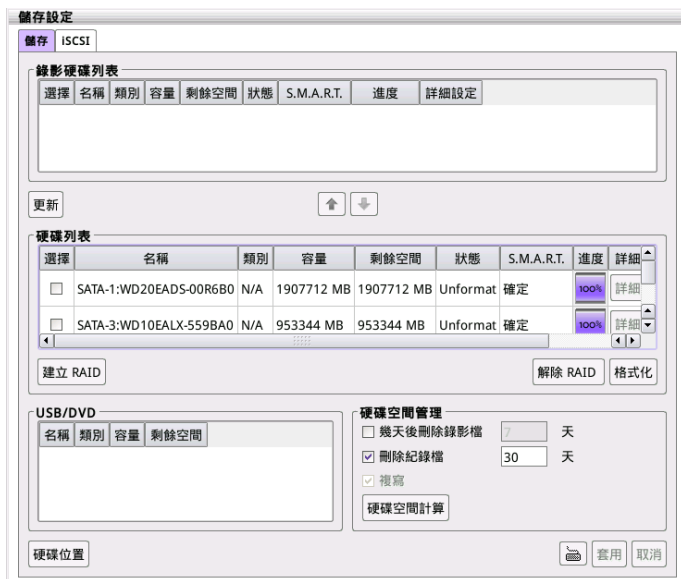 儲存設定
儲存 iSCSI
錄影硬碟列表
選擇 名稱 類別 容量 剩餘空間 狀態 S.M.A.R.T. 進度 詳細設定
更新
硬碟列表
選擇 名稱 類別 容量 剩餘空間 狀態 S.M.A.R.T. 進度 詳細
SATA-1:WD20EADS-00R6B0 N/A 1907712 MB 1907712 MB Unformat 確定 100% 詳細
SATA-3:WD10EALX-559BA0 N/A 953344 MB 953344 MB Unformat 確定 100% 詳細
建立 RAID 解除 RAID 格式化
USB/DVD
名稱 類別 容量 剩餘空間
硬碟空間管理
幾天後刪除錄影檔 7 天
刪除紀錄檔 30 天
複寫
硬碟空間計算
硬碟位置 套用 取消